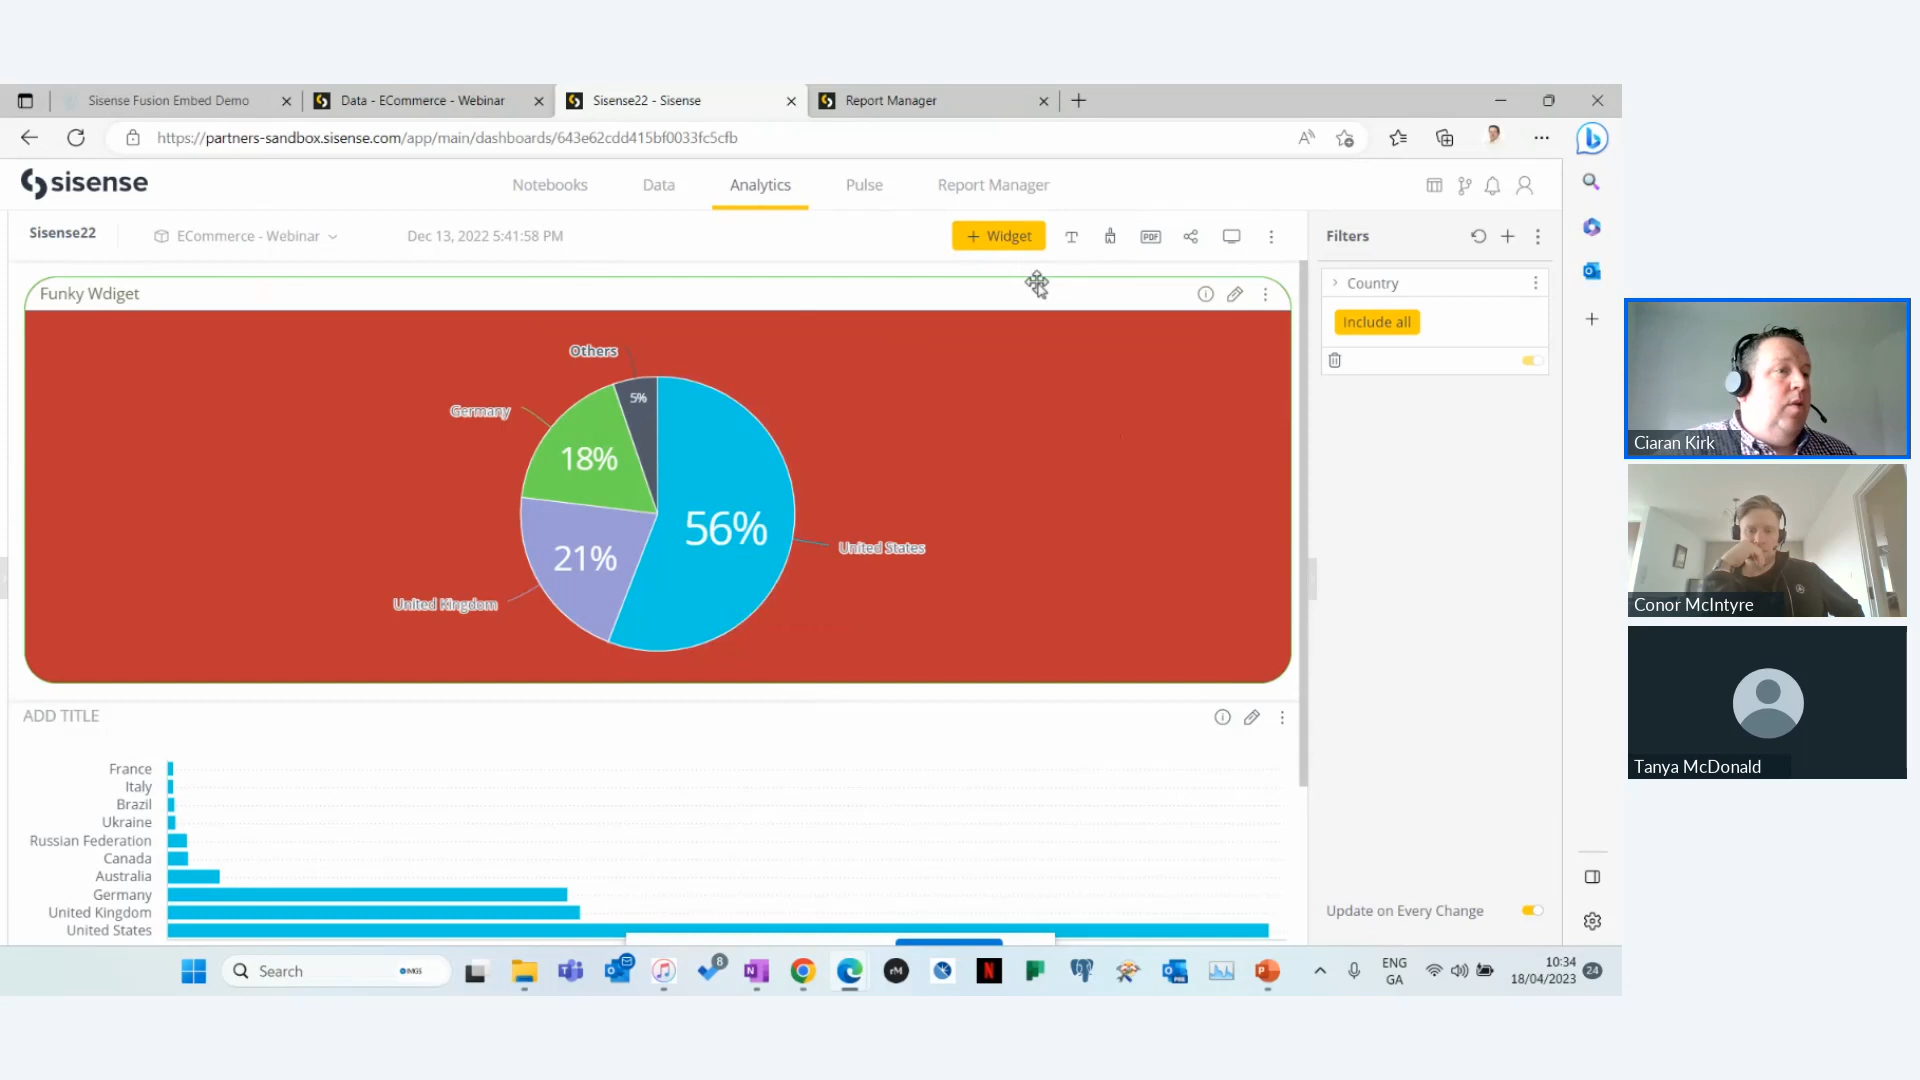 Sisense Fusion Embed Demo
Data - ECommerce - Webinar
Sisense22 - Sisense
Report Manager
https://partners-sandbox.sisense.com/app/main/dashboards/643e62cdd415bf0033fc5cfb
sisense
Notebooks
Data
Analytics
Pulse
Report Manager
Sisense22
ECommerce - Webinar
Dec 13, 2022 5:41:58 PM
+ Widget
PDF
Filters
Funky Wdiget
Country
Include all
Others
5%
Germany
18%
56%
United States
21%
United Kingdom
Ciaran Kirk
Conor McIntyre
Tanya McDonald
ADD TITLE
France
Italy
Brazil
Ukraine
Russian Federation
Canada
Australia
Germany
United Kingdom
United States
Update on Every Change
Search
8
rM
N
ENG
GA
10:34
18/04/2023
24